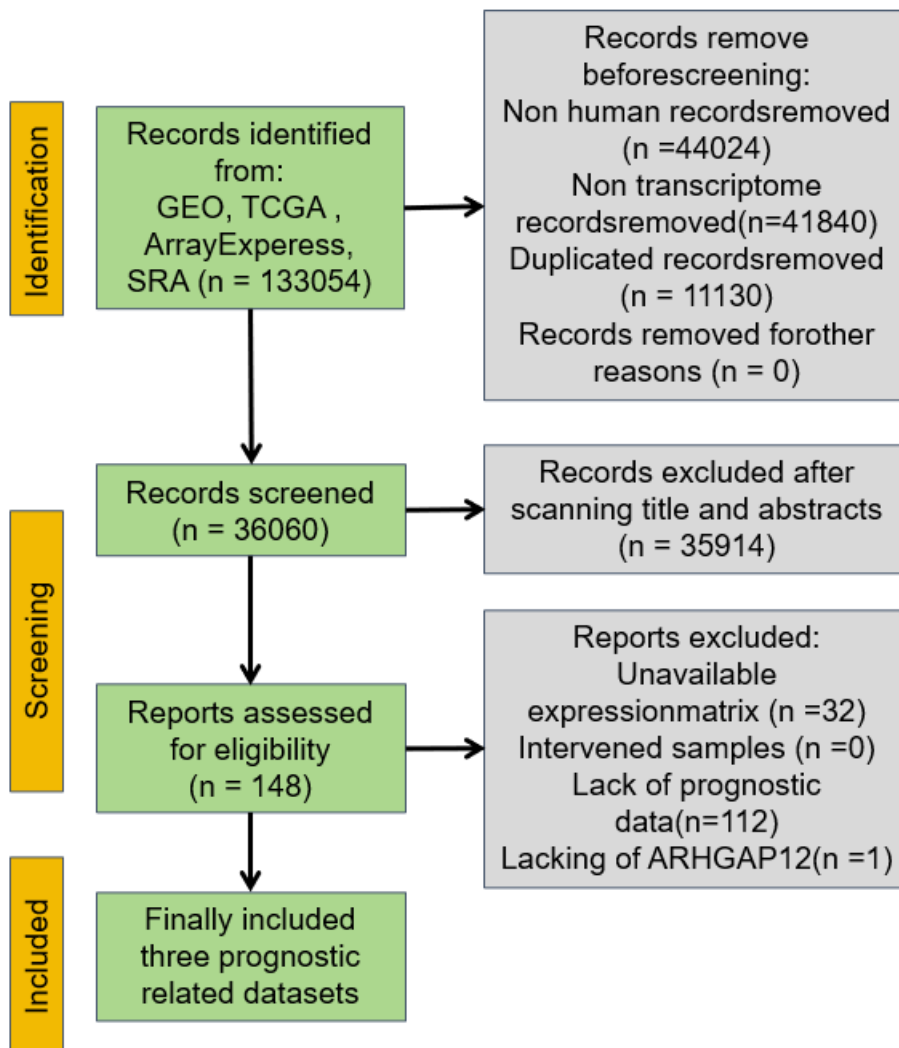 Identification
Records identified
from:
GEO, TCGA ,
ArrayExperess,
SRA (n = 133054)
Records remove
beforescreening:
Non human recordsremoved
(n =44024)
Non transcriptome
recordsremoved(n=41840)
Duplicated recordsremoved
(n = 11130)
Records removed forother
reasons (n = 0)
Screening
Records screened
(n = 36060)
Records excluded after
scanning title and abstracts
(n = 35914)
Reports assessed
for eligibility
(n = 148)
Reports excluded:
Unavailable
expressionmatrix (n =32)
Intervened samples (n =0)
Lack of prognostic
data(n=112)
Lacking of ARHGAP12(n =1)
Included
Finally included
three prognostic
related datasets